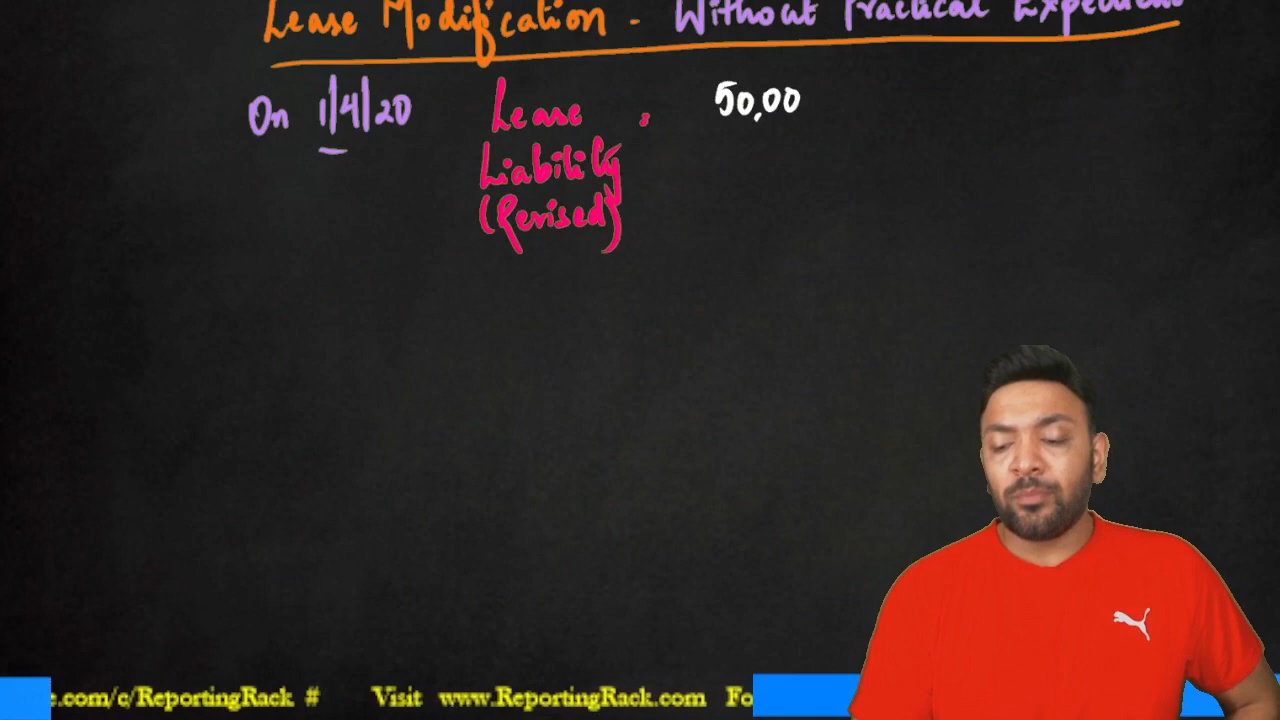 Lease Modification - Without Practical Expedient
On 1/4/20 Lease : 50,00
Liability
(Revised)
e.com/c/ReportingRack # Visit www.ReportingRack.com Fo